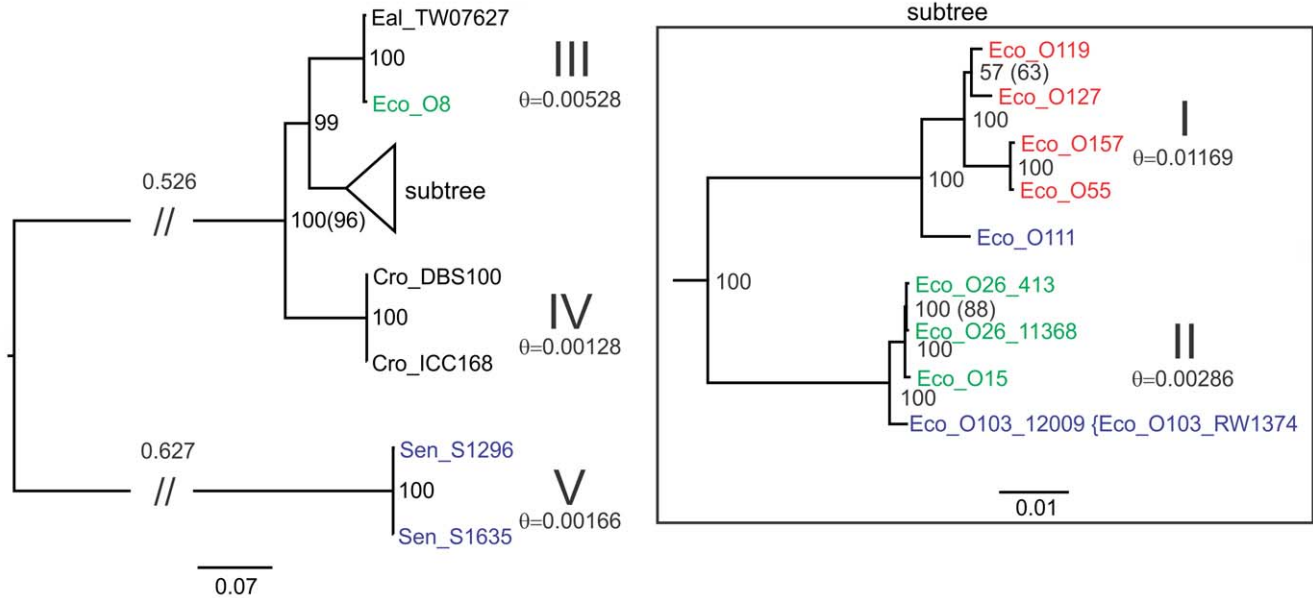 Eal_TW07627
100
III
Eco_O8
θ=0.00528
99
0.526
//
subtree
100(96)
Cro_DBS100
100
IV
θ=0.00128
Cro_ICC168
0.627
//
Sen_S1296
100
V
θ=0.00166
Sen_S1635
0.07
subtree
Eco_O119
57 (63)
Eco_O127
100
I
Eco_O157
θ=0.01169
100
100
Eco_O55
Eco_O111
100
Eco_O26_413
100 (88)
II
Eco_O26_11368
100
Eco_O15
θ=0.00286
100
Eco_O103_12009 {Eco_O103_RW1374
0.01